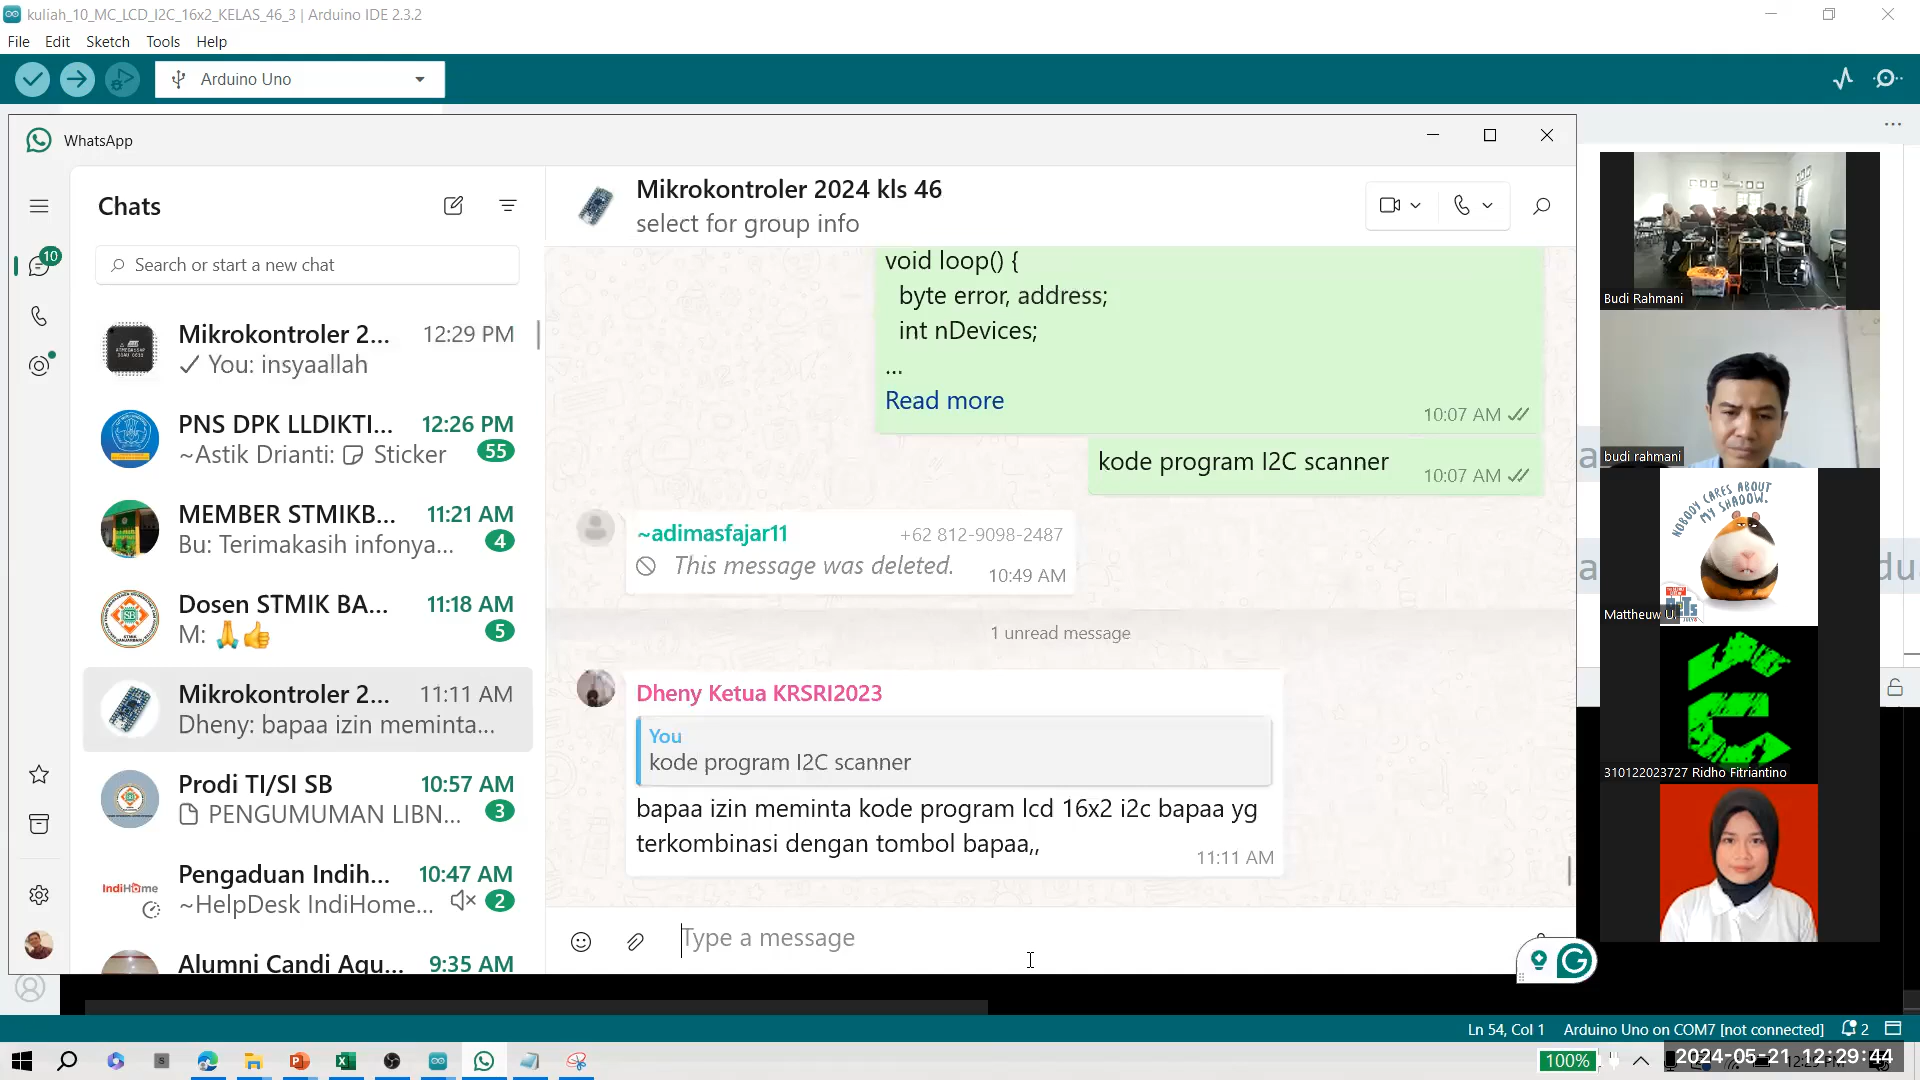 kuliah_10_MC_LCD_I2C_16x2_KELAS_46_3 | Arduino IDE 2.3.2
File Edit Sketch Tools Help
Arduino Uno
WhatsApp
Chats
Search or start a new chat
10
Mikrokontroler 2... 12:29 PM
You: insyaallah
PNS DPK LLDIKTI... 12:26 PM
~Astik Drianti: Sticker 55
MEMBER STMIKB... 11:21 AM
Bu: Terimakasih infonya... 4
Dosen STMIK BA... 11:18 AM
M: 🙏👍 5
Mikrokontroler 2... 11:11 AM
Dheny: bapaa izin meminta...
Prodi TI/SI SB 10:57 AM
PENGUMUMAN LIBN... 3
Pengaduan Indih... 10:47 AM
~HelpDesk IndiHome... 2
IndiHome
Alumni Candi Agu... 9:35 AM
Mikrokontroler 2024 kls 46
select for group info
void loop() {
byte error, address;
int nDevices;
...
Read more
10:07 AM
kode program I2C scanner 10:07 AM
~adimasfajar11 +62 812-9098-2487
This message was deleted. 10:49 AM
1 unread message
Dheny Ketua KRSRI2023
You
kode program I2C scanner
bapaa izin meminta kode program lcd 16x2 i2c bapaa yg
terkombinasi dengan tombol bapaa,,
11:11 AM
Type a message
Budi Rahmani
budi rahmani
NOBODY CARES ABOUT
MY SHADOW.
Mattheuw U.
310122023727 Ridho Fitriantino
a
a
du
Ln 54, Col 1 Arduino Uno on COM7 [not connected] 2
100%
2024-05-21 12:29:44